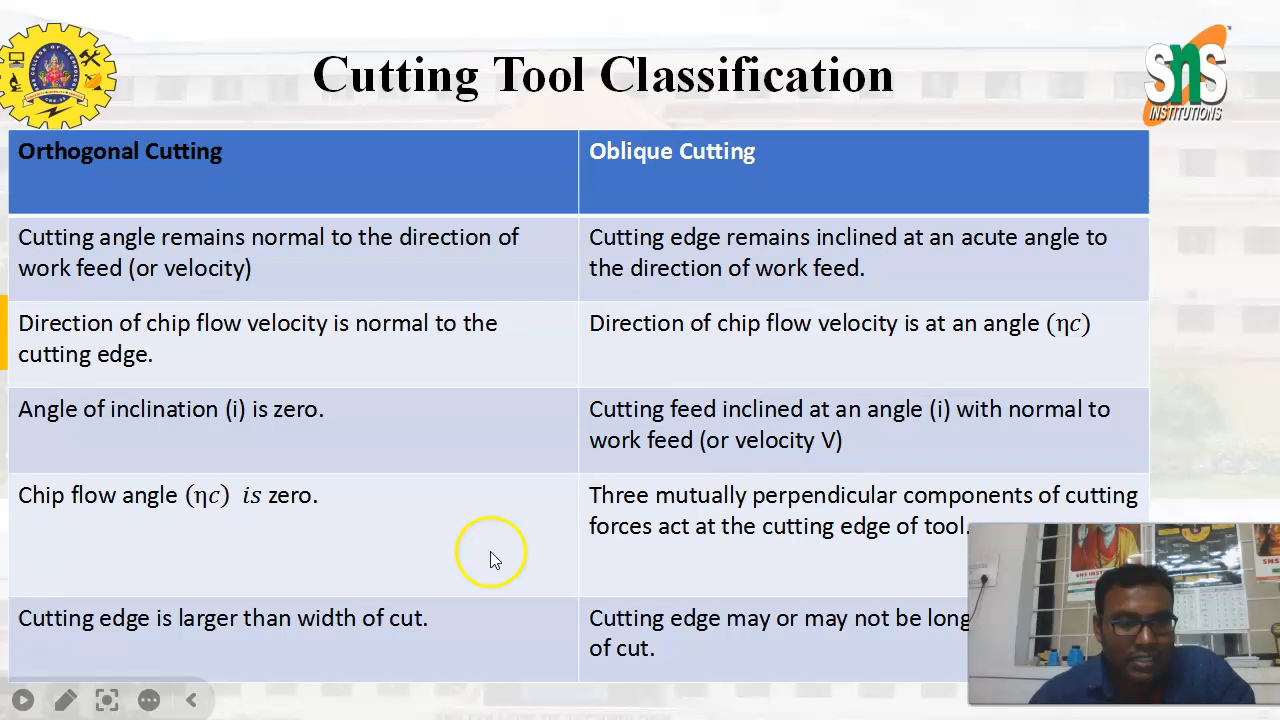 Cutting Tool Classification
SNS
INSTITUTIONS
Orthogonal Cutting
Oblique Cutting
Cutting angle remains normal to the direction of
work feed (or velocity)
Cutting edge remains inclined at an acute angle to
the direction of work feed.
Direction of chip flow velocity is normal to the
cutting edge.
Direction of chip flow velocity is at an angle (ηc)
Angle of inclination (i) is zero.
Cutting feed inclined at an angle (i) with normal to
work feed (or velocity V)
Chip flow angle (ηc) is zero.
Three mutually perpendicular components of cutting
forces act at the cutting edge of tool.
Cutting edge is larger than width of cut.
Cutting edge may or may not be long
of cut.